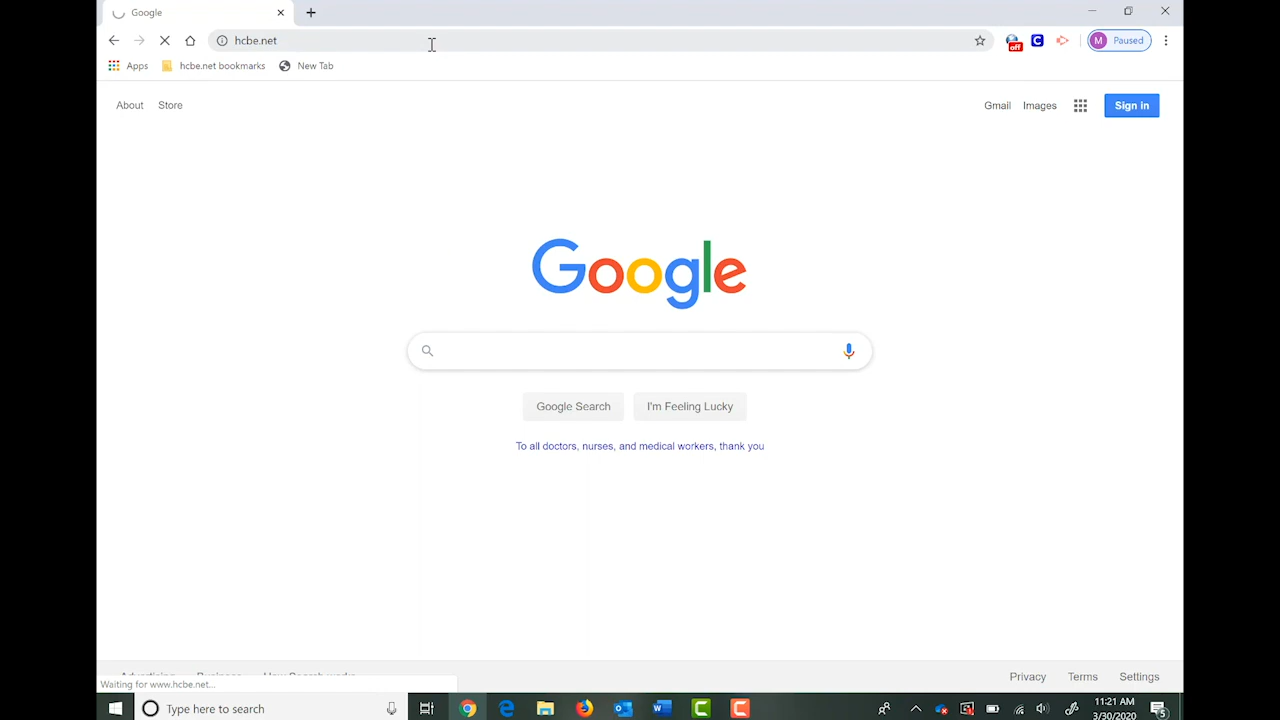 Google
hcbe.net
off
C
M
Paused
Apps
hcbe.net bookmarks
New Tab
About
Store
Gmail
Images
Sign in
Google
Google Search
I'm Feeling Lucky
To all doctors, nurses, and medical workers, thank you
Privacy
Terms
Settings
Waiting for www.hcbe.net...
Type here to search
11:21 AM
3/30/2020
5